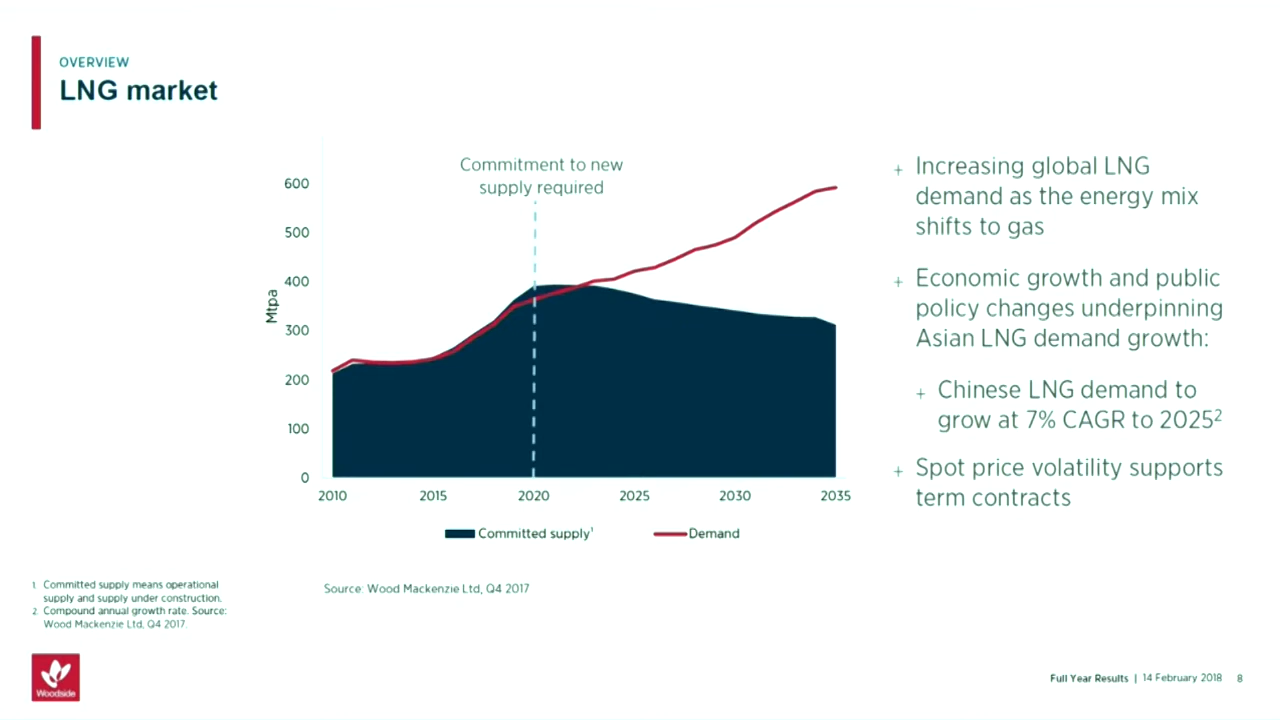 OVERVIEW
LNG market
Commitment to new
supply required
Mtpa
600
500
400
300
200
100
0
2010 2015 2020 2025 2030 2035
Committed supply¹ Demand
Source: Wood Mackenzie Ltd, Q4 2017
+ Increasing global LNG
demand as the energy mix
shifts to gas
+ Economic growth and public
policy changes underpinning
Asian LNG demand growth:
+ Chinese LNG demand to
grow at 7% CAGR to 2025²
+ Spot price volatility supports
term contracts
1. Committed supply means operational
supply and supply under construction.
2. Compound annual growth rate. Source:
Wood Mackenzie Ltd, Q4 2017.
Woodside
Full Year Results | 14 February 2018 8